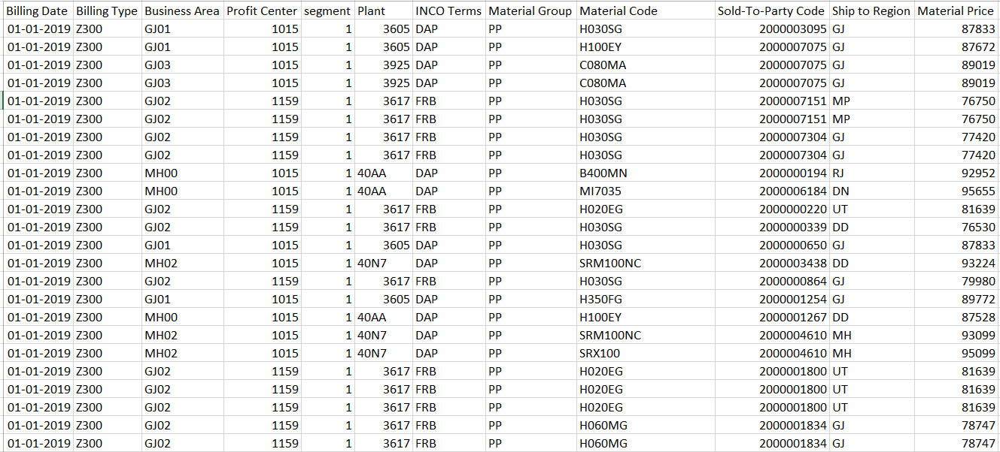 Billing Date Billing Type Business Area Profit Center segment Plant INCO Terms Material Group Material Code Sold-To-Party Code Ship to Region Material Price
01-01-2019 Z300 GJ01 1015 1 3605 DAP PP H030SG 2000003095 GJ 87833
01-01-2019 Z300 GJ01 1015 1 3605 DAP PP H100EY 2000007075 GJ 87672
01-01-2019 Z300 GJ03 1015 1 3925 DAP PP C080MA 2000007075 GJ 89019
01-01-2019 Z300 GJ03 1015 1 3925 DAP PP C080MA 2000007075 GJ 89019
01-01-2019 Z300 GJ02 1159 1 3617 FRB PP H030SG 2000007151 MP 76750
01-01-2019 Z300 GJ02 1159 1 3617 FRB PP H030SG 2000007151 MP 76750
01-01-2019 Z300 GJ02 1159 1 3617 FRB PP H030SG 2000007304 GJ 77420
01-01-2019 Z300 GJ02 1159 1 3617 FRB PP H030SG 2000007304 GJ 77420
01-01-2019 Z300 MH00 1015 1 40AA DAP PP B400MN 2000000194 RJ 92952
01-01-2019 Z300 MH00 1015 1 40AA DAP PP MI7035 2000006184 DN 95655
01-01-2019 Z300 GJ02 1159 1 3617 FRB PP H020EG 2000000220 UT 81639
01-01-2019 Z300 GJ02 1159 1 3617 FRB PP H030SG 2000000339 DD 76530
01-01-2019 Z300 GJ01 1015 1 3605 DAP PP H030SG 2000000650 GJ 87833
01-01-2019 Z300 MH02 1015 1 40N7 DAP PP SRM100NC 2000003438 DD 93224
01-01-2019 Z300 GJ02 1159 1 3617 FRB PP H030SG 2000000864 GJ 79980
01-01-2019 Z300 GJ01 1015 1 3605 DAP PP H350FG 2000001254 GJ 89772
01-01-2019 Z300 MH00 1015 1 40AA DAP PP H100EY 2000001267 DD 87528
01-01-2019 Z300 MH02 1015 1 40N7 DAP PP SRM100NC 2000004610 MH 93099
01-01-2019 Z300 MH02 1015 1 40N7 DAP PP SRX100 2000004610 MH 95099
01-01-2019 Z300 GJ02 1159 1 3617 FRB PP H020EG 2000001800 UT 81639
01-01-2019 Z300 GJ02 1159 1 3617 FRB PP H020EG 2000001800 UT 81639
01-01-2019 Z300 GJ02 1159 1 3617 FRB PP H020EG 2000001800 UT 81639
01-01-2019 Z300 GJ02 1159 1 3617 FRB PP H060MG 2000001834 GJ 78747
01-01-2019 Z300 GJ02 1159 1 3617 FRB PP H060MG 2000001834 GJ 78747